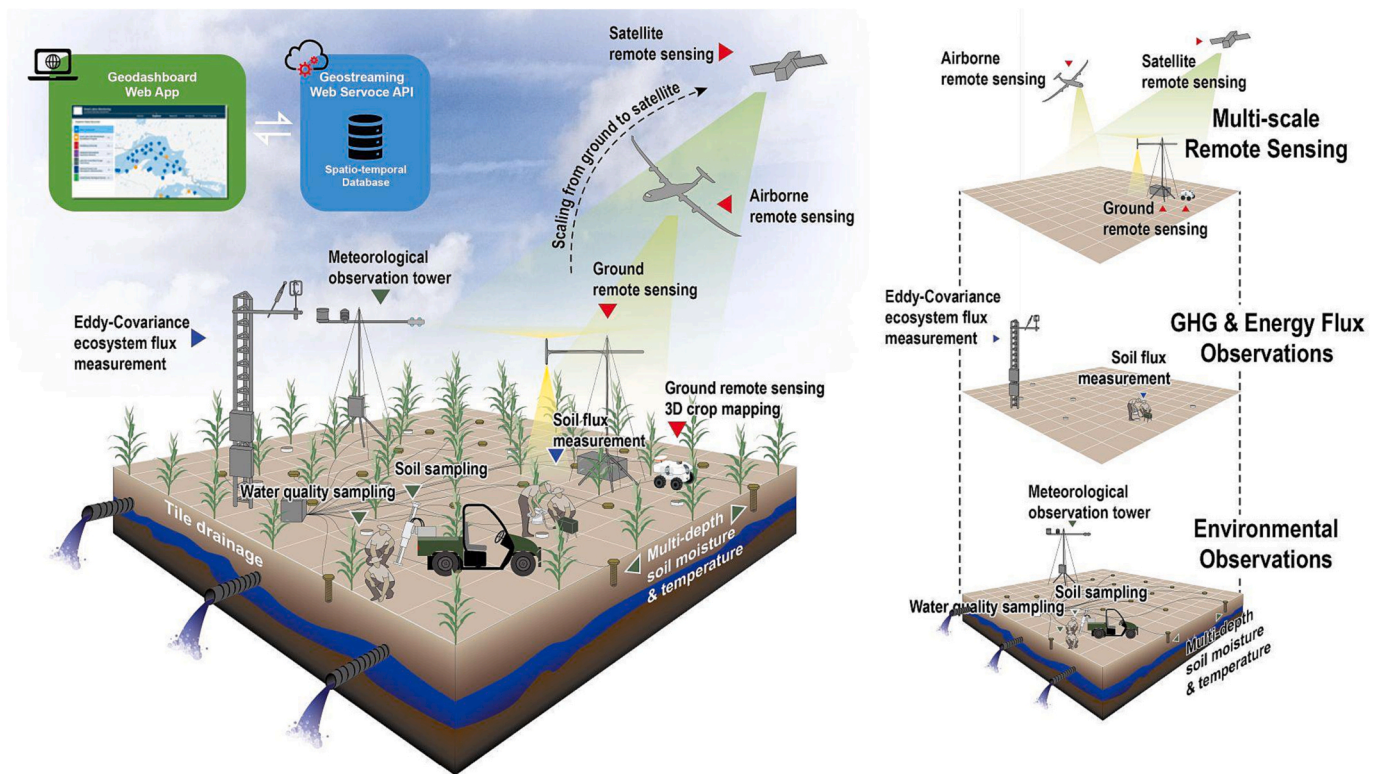 Geodashboard
Web App
Geostreaming
Web Servoce API
Spatio-temporal
Database
Satellite
remote sensing
Scaling from ground to satellite
Airborne
remote sensing
Meteorological
observation tower
Ground
remote sensing
Eddy-Covariance
ecosystem flux
measurement
Ground remote sensing
3D crop mapping
Soil flux
measurement
Soil sampling
Water quality sampling
Tile drainage
Multi-depth
soil moisture
& temperature
Airborne
remote sensing
Satellite
remote sensing
Multi-scale
Remote Sensing
Ground
remote sensing
Eddy-Covariance
ecosystem flux
measurement
GHG & Energy Flux
Observations
Soil flux
measurement
Meteorological
observation tower
Environmental
Observations
Soil sampling
Water quality sampling
Multi-depth
soil moisture
& temperature